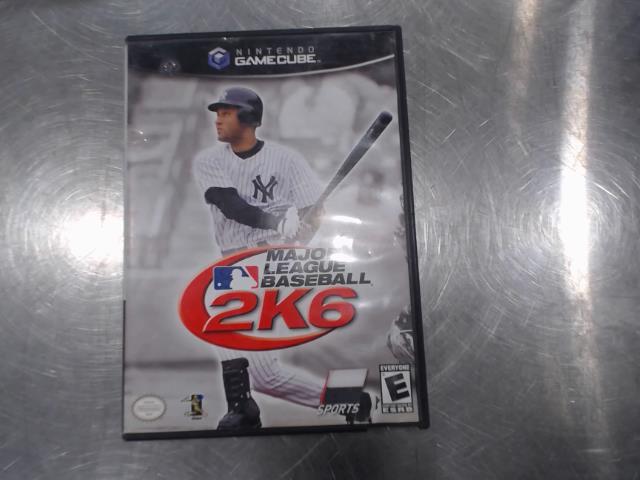 NINTENDO
GAMECUBE
NY
MAJOR
LEAGUE
BASEBALL
2K6
EVERYONE
E
ESRB
SPORTS